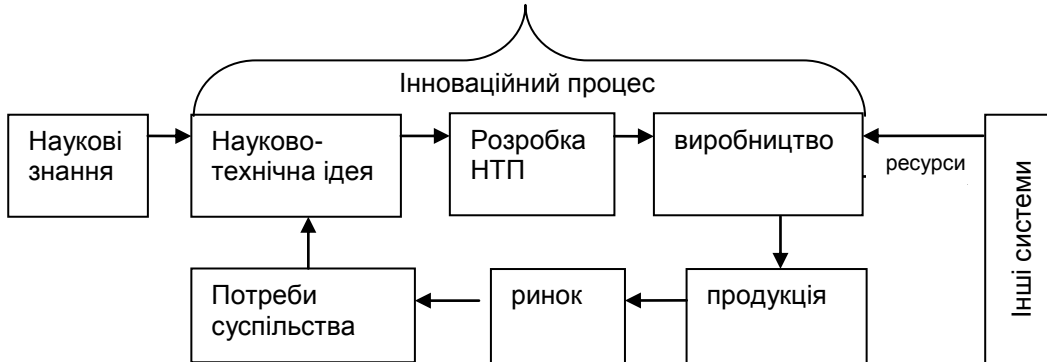 Інноваційний процес
Наукові
знання
Науково-
технічна ідея
Розробка
НТП
виробництво
ресурси
Інші системи
Потреби
суспільства
ринок
продукція